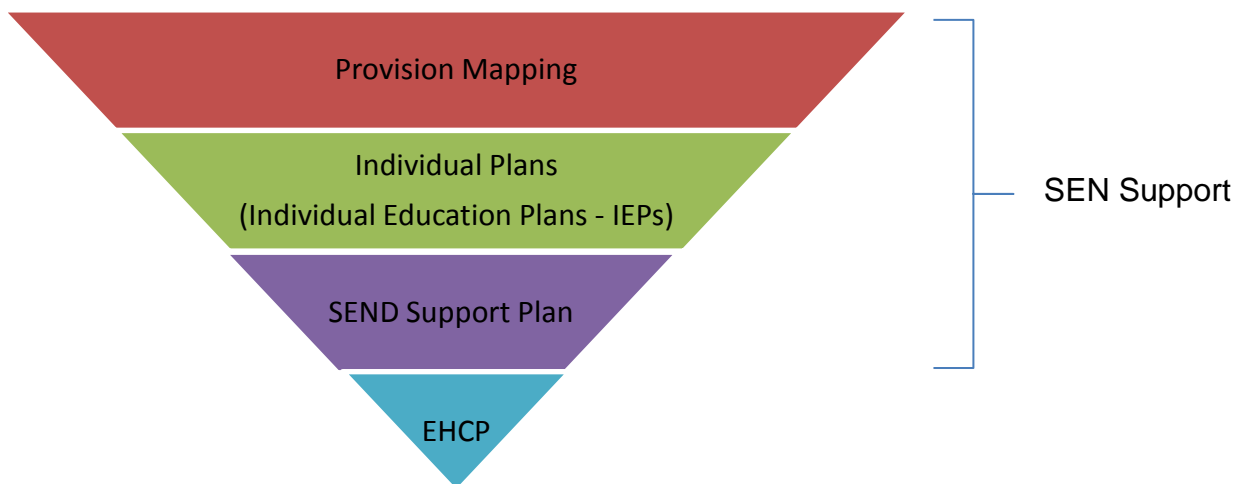 Provision Mapping
Individual Plans
(Individual Education Plans - IEPs)
SEN Support
SEND Support Plan
EHCP